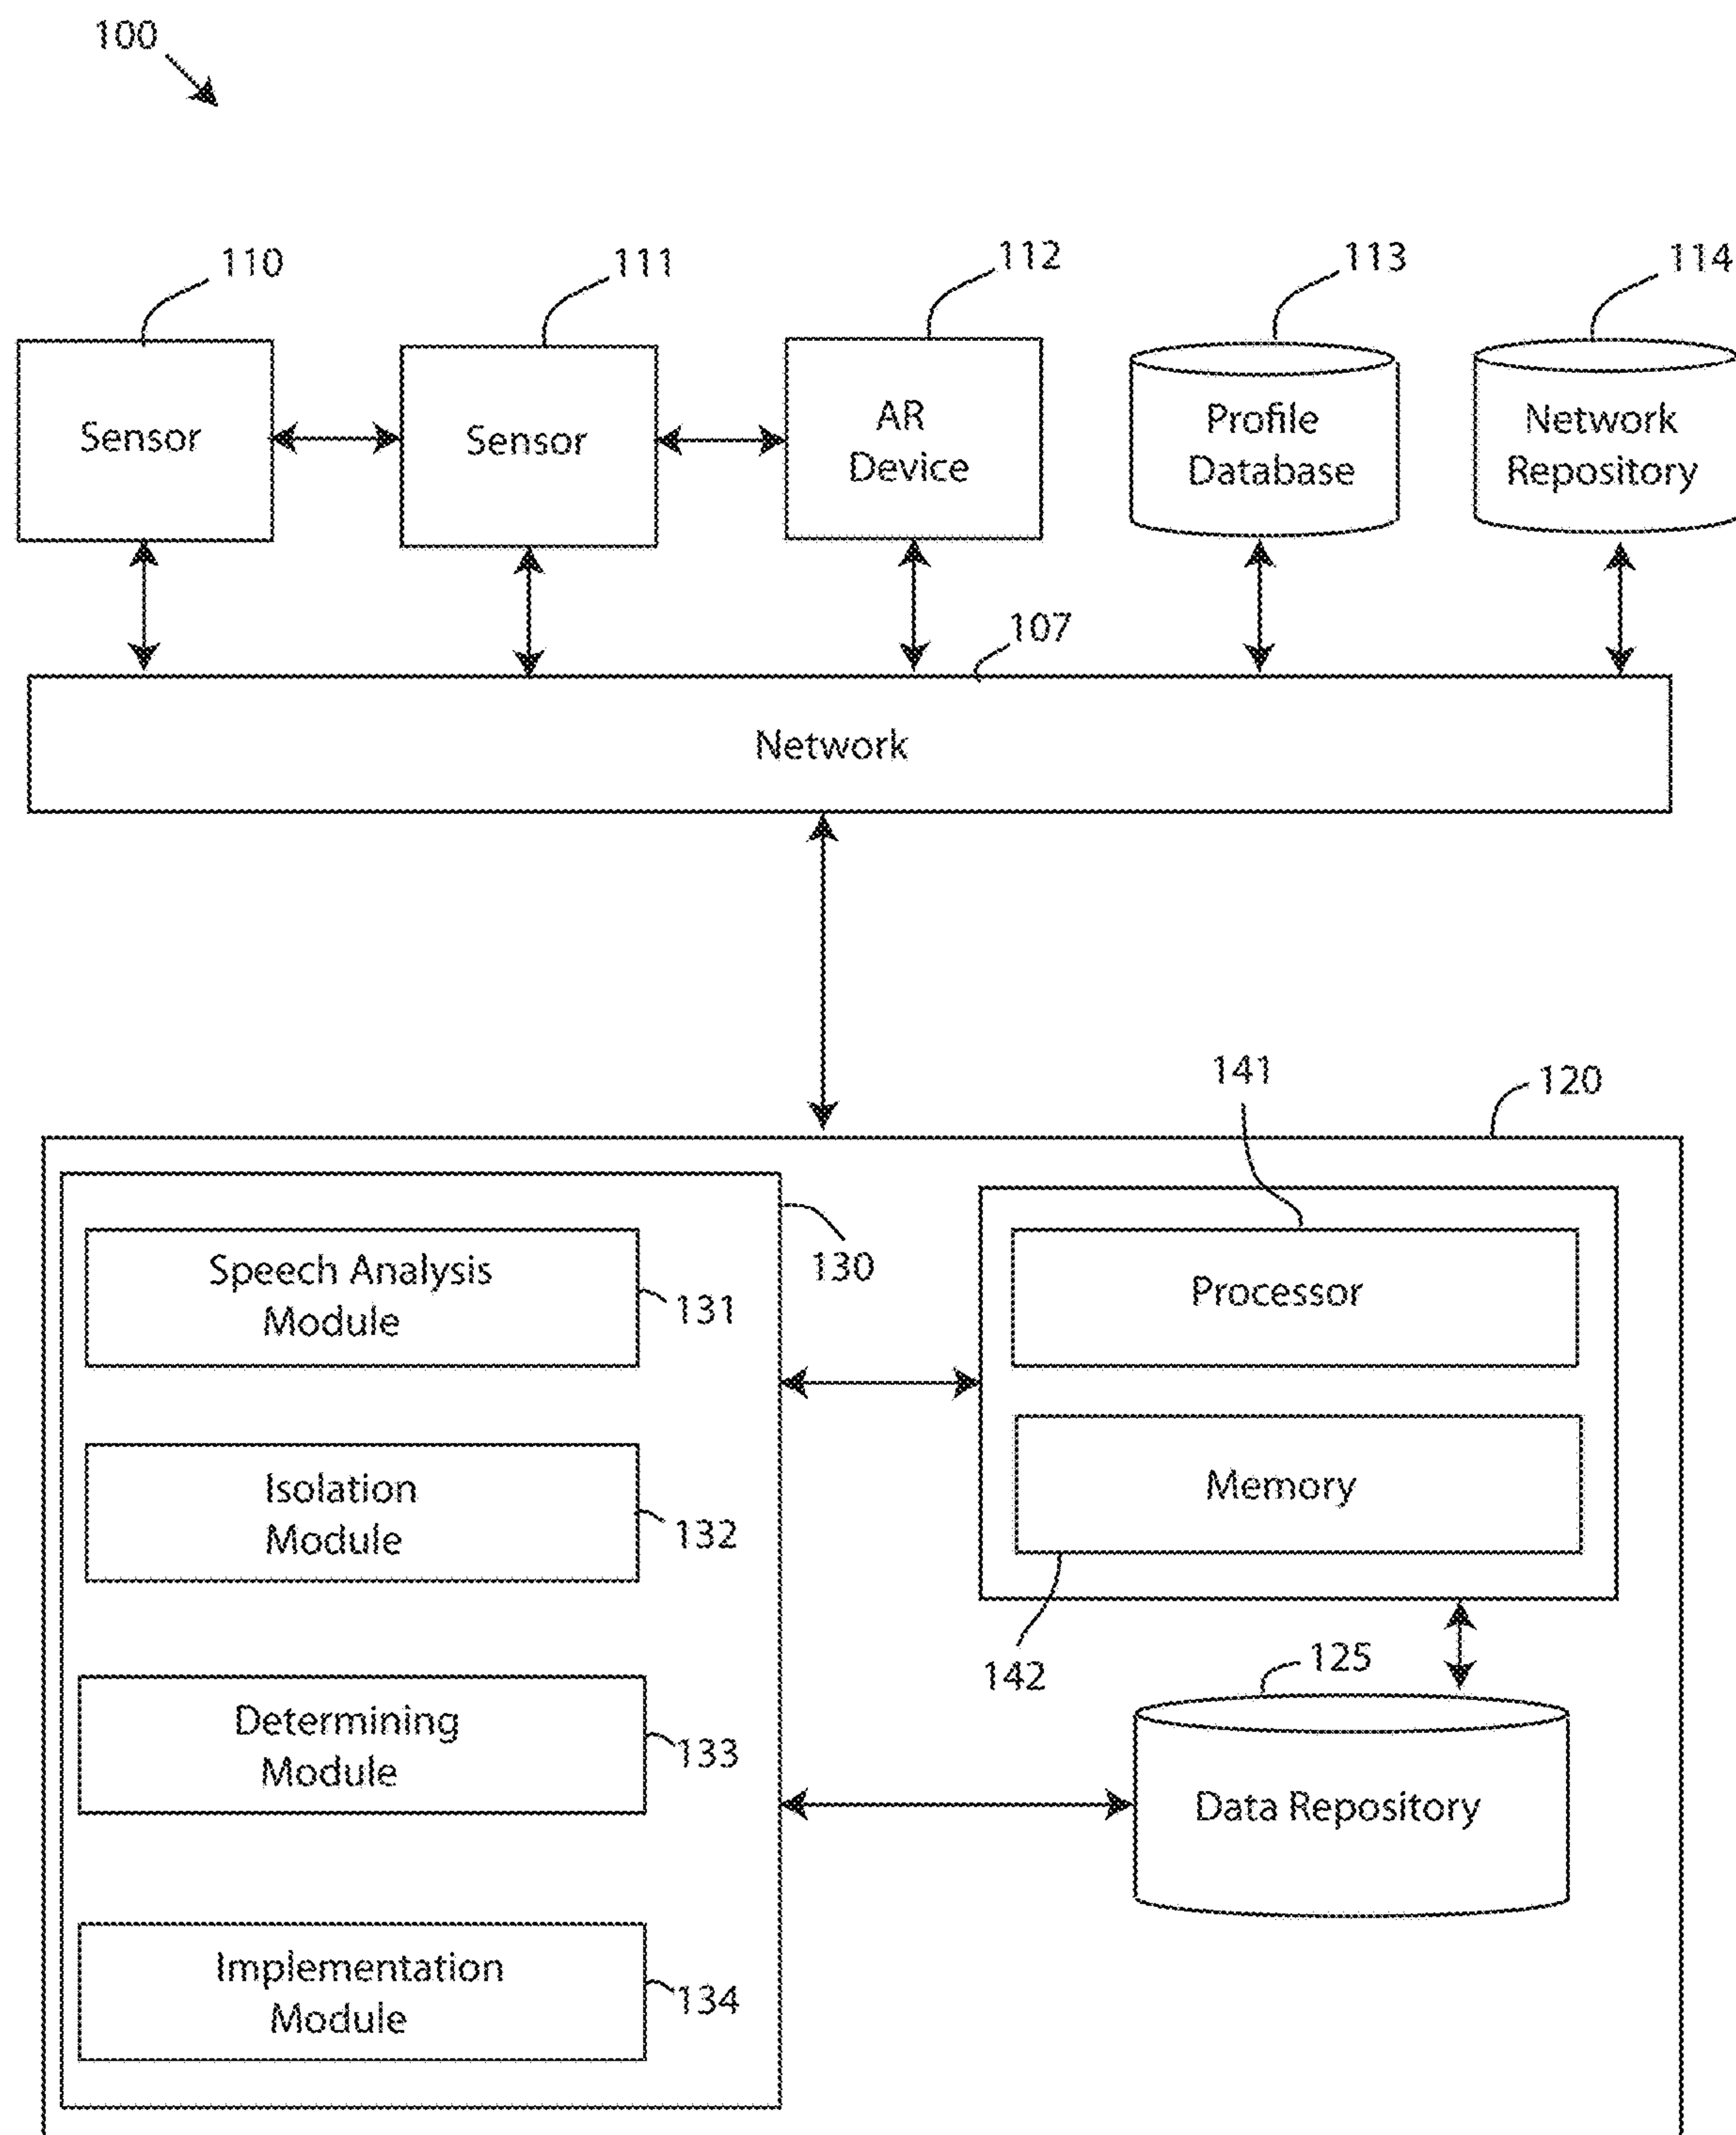 100
110
111
112
113
114
Sensor
Sensor
AR
Device
Profile
Database
Network
Repository
107
Network
141
120
130
Speech Analysis
Module
131
Processor
Isolation
Module
132
Memory
142
125
Determining
Module
133
Data Repository
Implementation
Module
134